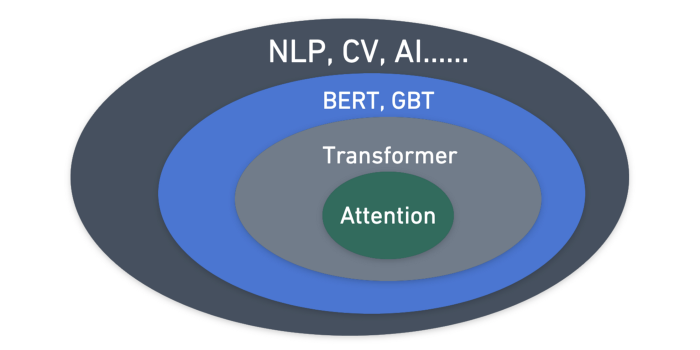 NLP, CV, AI......
BERT, GBT
Transformer
Attention